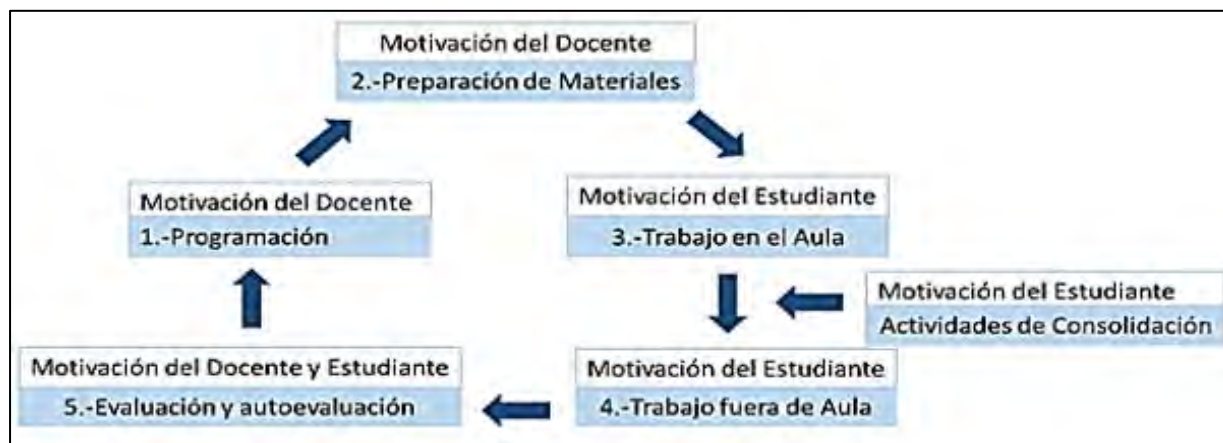 Motivación del Docente
2.-Preparación de Materiales
Motivación del Docente
1.-Programación
Motivación del Estudiante
3.-Trabajo en el Aula
Motivación del Estudiante
Actividades de Consolidación
Motivación del Docente y Estudiante
5.-Evaluación y autoevaluación
Motivación del Estudiante
4.-Trabajo fuera de Aula